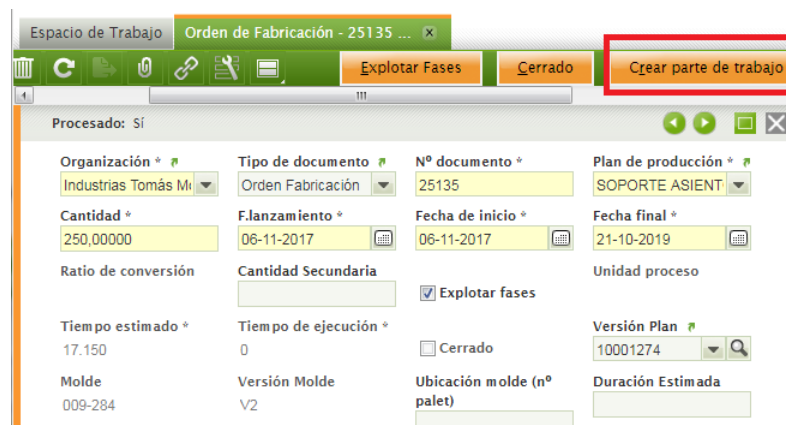 Espacio de Trabajo Orden de Fabricación - 25135 ...
Explotar Fases Cerrado Crear parte de trabajo
Procesado: Sí
Organización * Tipo de documento Nº documento * Plan de producción *
Industrias Tomás Orden Fabricación 25135 SOPORTE ASIENT
Cantidad * F.lanzamiento * Fecha de inicio * Fecha final *
250,00000 06-11-2017 06-11-2017 21-10-2019
Ratio de conversión Cantidad Secundaria Unidad proceso
Explotar fases
Tiempo estimado * Tiempo de ejecución * Versión Plan
17.150 0 Cerrado 10001274
Molde Versión Molde Ubicación molde (nº Duración Estimada
palet)
009-284 V2